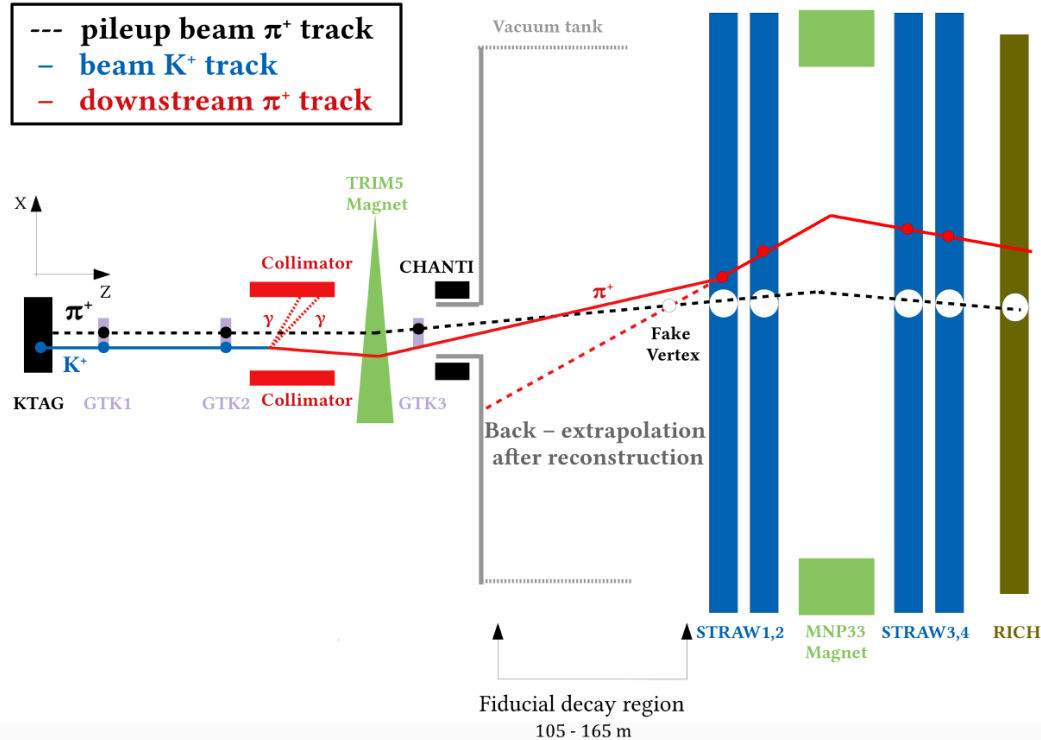 --- pileup beam π⁺ track
– beam K⁺ track
– downstream π⁺ track
Vacuum tank
TRIM5
Magnet
X
Z
Collimator
CHANTI
π⁺
γ γ
π⁺
K⁺
Fake
Vertex
KTAG
GTK1
GTK2
Collimator
GTK3
Back – extrapolation
after reconstruction
STRAW1,2
MNP33
Magnet
STRAW3,4
RICH
Fiducial decay region
105 - 165 m